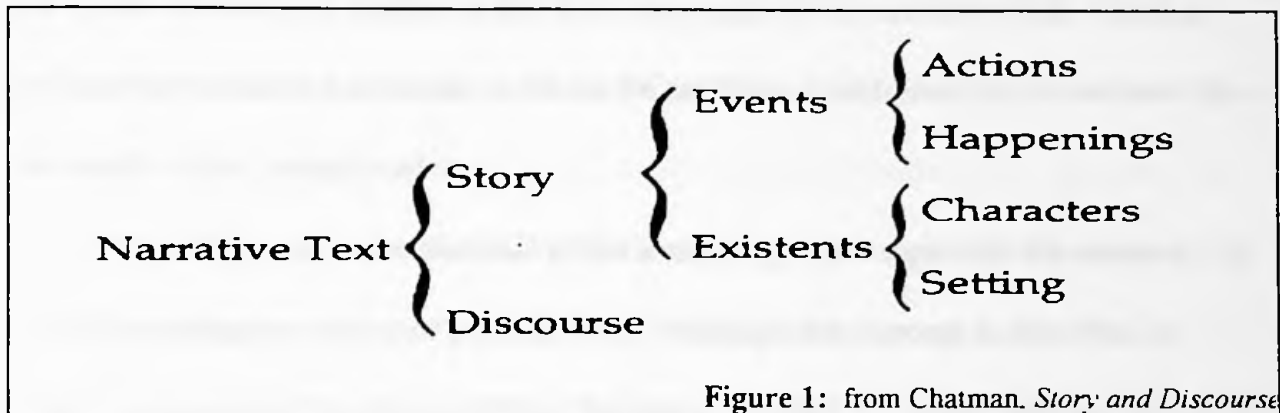 Actions
Events
Happenings
Story
Characters
Narrative Text
Existents
Setting
Discourse
Figure 1: from Chatman. Story and Discourse